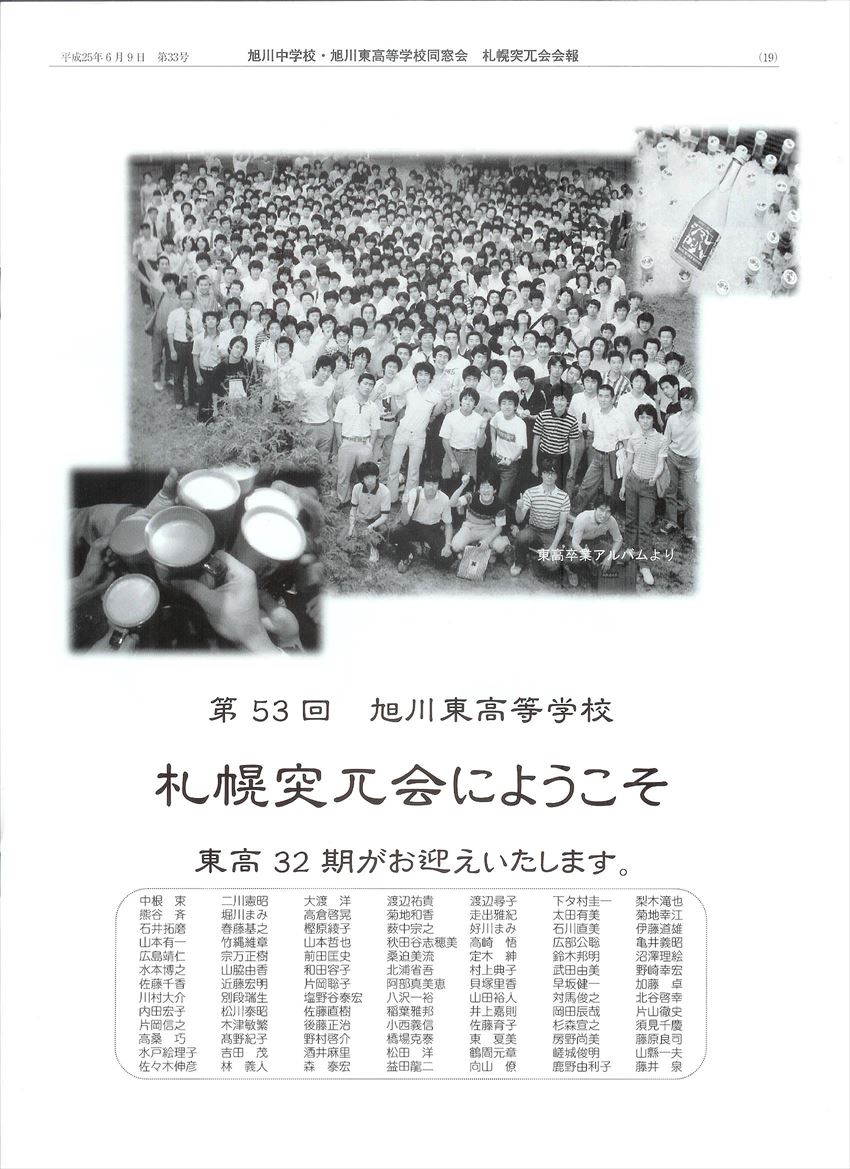 平成25年6月9日 第33号 旭川中学校・旭川東高等学校同窓会 札幌突兀会会報 (19)
東高卒業アルバムより
第 53 回 旭川東高等学校
札幌突兀会にようこそ
東高 32 期がお迎えいたします。
中根 束 二川憲昭 大渡 洋 渡辺祐貴 渡辺尋子 下夕村圭一 梨木滝也
熊谷 斉 堀川まみ 高倉啓晃 菊地和香 走出雅紀 太田有美 菊地幸江
石井拓磨 春藤基之 樫原綾子 薮中宗之 好川まみ 石川直美 伊藤道雄
山本有一 竹縄維章 山本哲也 秋田谷志穂美 高崎 悟 広部公聡 亀井義昭
広島靖仁 宗万正樹 前田匡史 桑迫美流 定木 紳 鈴木邦明 沼澤理絵
水本博之 山脇由香 和田容子 北浦省吾 村上典子 武田由美 野崎幸宏
佐藤千香 近藤宏明 片岡聡子 阿部真美恵 貝塚里香 早坂健一 加藤 卓
川村大介 別段瑞生 塩野谷泰宏 八沢一裕 山田裕人 対馬俊之 北谷啓幸
内田宏子 松川泰昭 佐藤直樹 稲葉雅邦 井上嘉則 岡田辰哉 片山徹史
片岡信之 木津敏繁 後藤正治 小西義信 佐藤育子 杉森宣之 須見千慶
高桑 巧 髙野紀子 野村啓介 橋場克泰 東 夏美 房野尚美 藤原良司
水戸絵理子 吉田 茂 酒井麻里 松田 洋 鶴間元章 嵯城俊明 山縣一夫
佐々木伸彦 林 義人 森 泰宏 益田龍二 向山 僚 鹿野由利子 藤井 泉